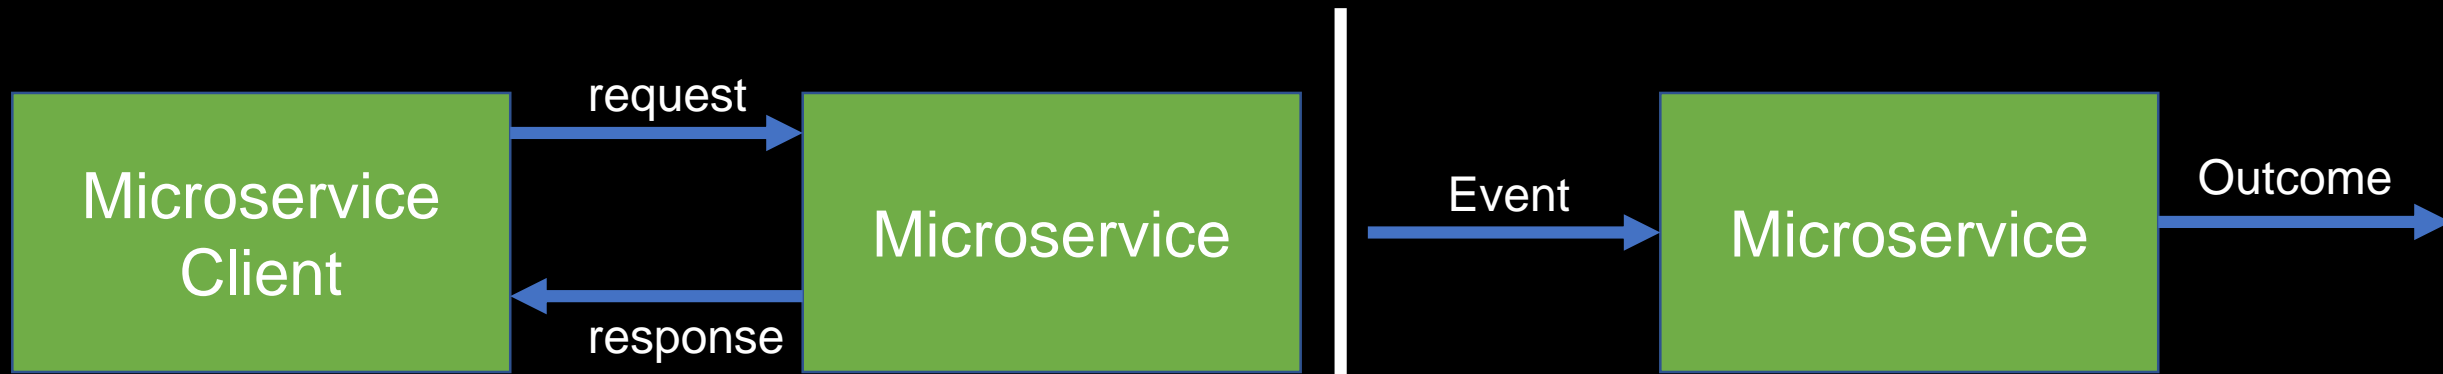 request
Microservice
Client
response
Microservice
Event
Microservice
Outcome